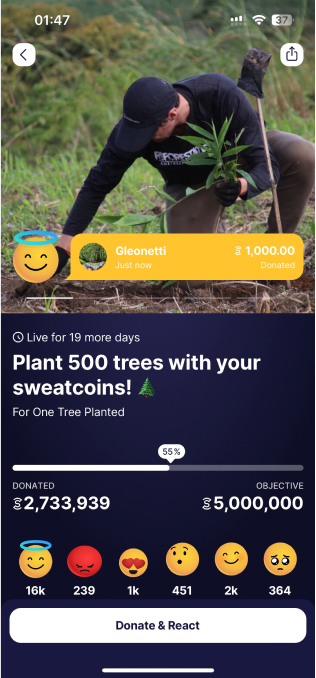 01:47
37
Gleonetti
1,000.00
Just now
Donated
Live for 19 more days
Plant 500 trees with your
sweatcoins! 🌲
For One Tree Planted
55%
DONATED
OBJECTIVE
2,733,939
5,000,000
16k
239
1k
451
2k
364
Donate & React